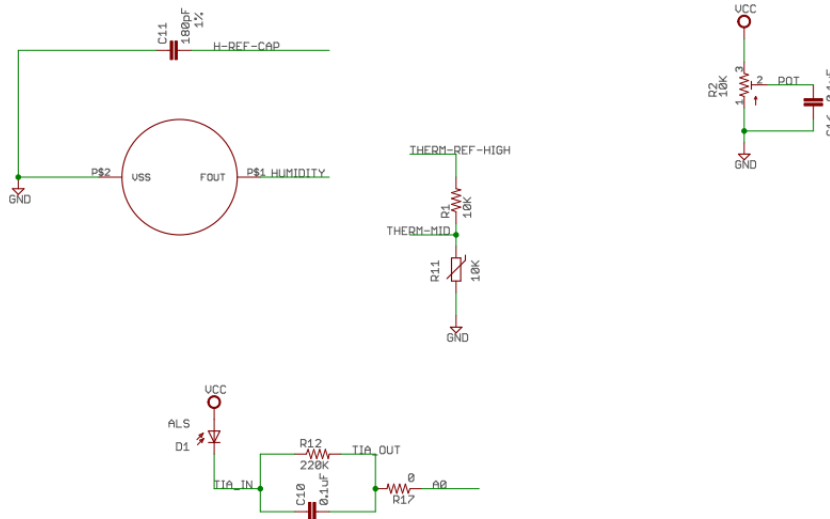 C11
180pF
1%
H-REF-CAP
P$2
VSS
FOUT
P$1
HUMIDITY
GND
THERM-REF-HIGH
R1
10K
THERM-MID
R11
10K
GND
VCC
R2
10K
3
2
1
POT
GND
VCC
ALS
D1
TIA_IN
R12
220K
TIA_OUT
C10
0.1uF
0
R17
A0